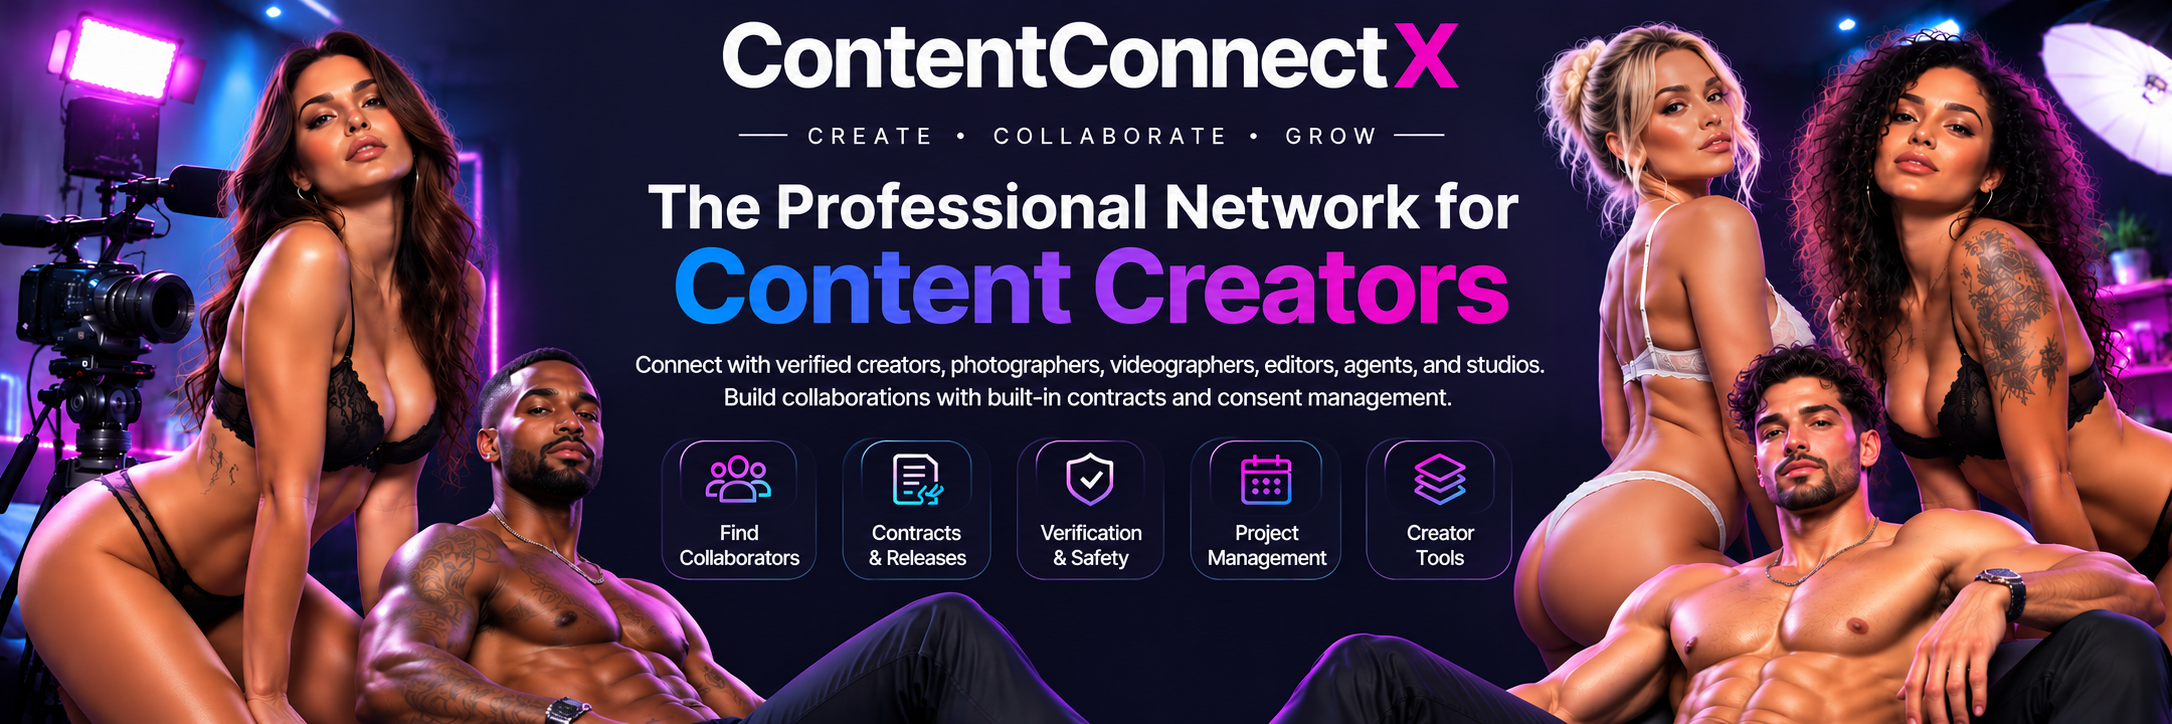 ContentConnectX
CREATE • COLLABORATE • GROW
The Professional Network for
Content Creators
Connect with verified creators, photographers, videographers, editors, agents, and studios.
Build collaborations with built-in contracts and consent management.
Find
Collaborators
Contracts
& Releases
Verification
& Safety
Project
Management
Creator
Tools